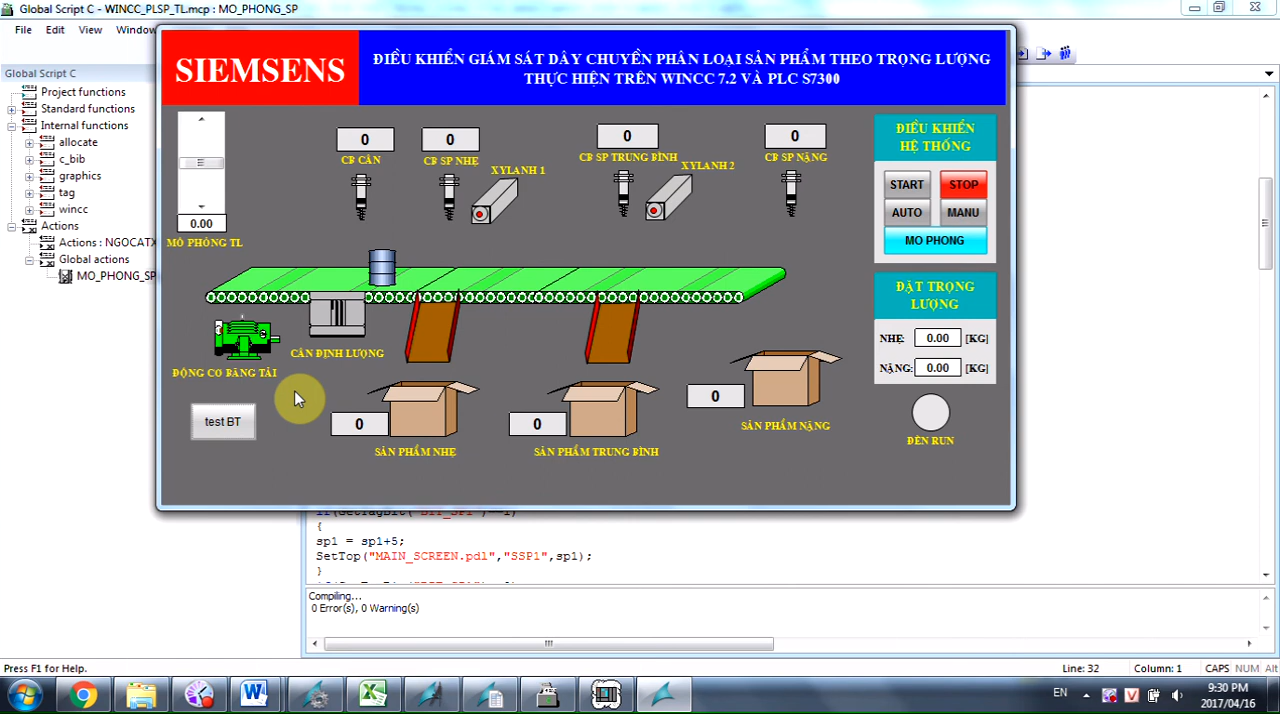 Global Script C - WINCC_PLSP_TL.mcp : MO_PHONG_SP
File Edit View Window
Global Script C
Project functions
Standard functions
Internal functions
allocate
c_bib
graphics
tag
wincc
Actions
Actions : NGOCATX
Global actions
MO_PHONG_SP
SIEMSENS
ĐIỀU KHIỂN GIÁM SÁT DÂY CHUYỀN PHÂN LOẠI SẢN PHẨM THEO TRỌNG LƯỢNG
THỰC HIỆN TRÊN WINCC 7.2 VÀ PLC S7300
0.00
MÔ PHỎNG TL
0
CB CÂN
0
CB SP NHẸ
XYLANH 1
0
CB SP TRUNG BÌNH
XYLANH 2
0
CB SP NẶNG
ĐIỀU KHIỂN
HỆ THỐNG
START STOP
AUTO MANU
MO PHONG
ĐẶT TRỌNG
LƯỢNG
NHẸ: 0.00 [KG]
NẶNG: 0.00 [KG]
ĐÈN RUN
CÂN ĐỊNH LƯỢNG
ĐỘNG CƠ BĂNG TẢI
test BT
0
SẢN PHẨM NHẸ
0
SẢN PHẨM TRUNG BÌNH
0
SẢN PHẨM NẶNG
{
sp1 = sp1+5;
SetTop("MAIN_SCREEN.pdl","SSP1",sp1);
}
Compiling...
0 Error(s), 0 Warning(s)
Press F1 for Help.
Line: 32 Column: 1 CAPS NUM Alt
EN
9:30 PM
2017/04/16